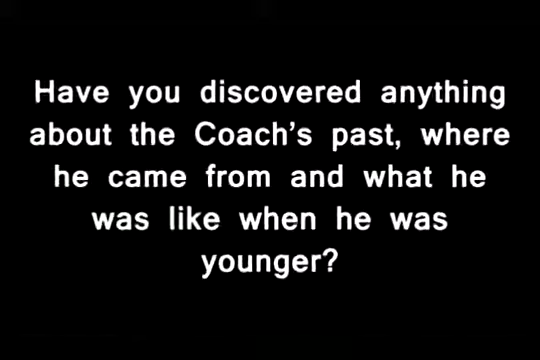 Have you discovered anything
about the Coach's past, where
he came from and what he
was like when he was
younger?